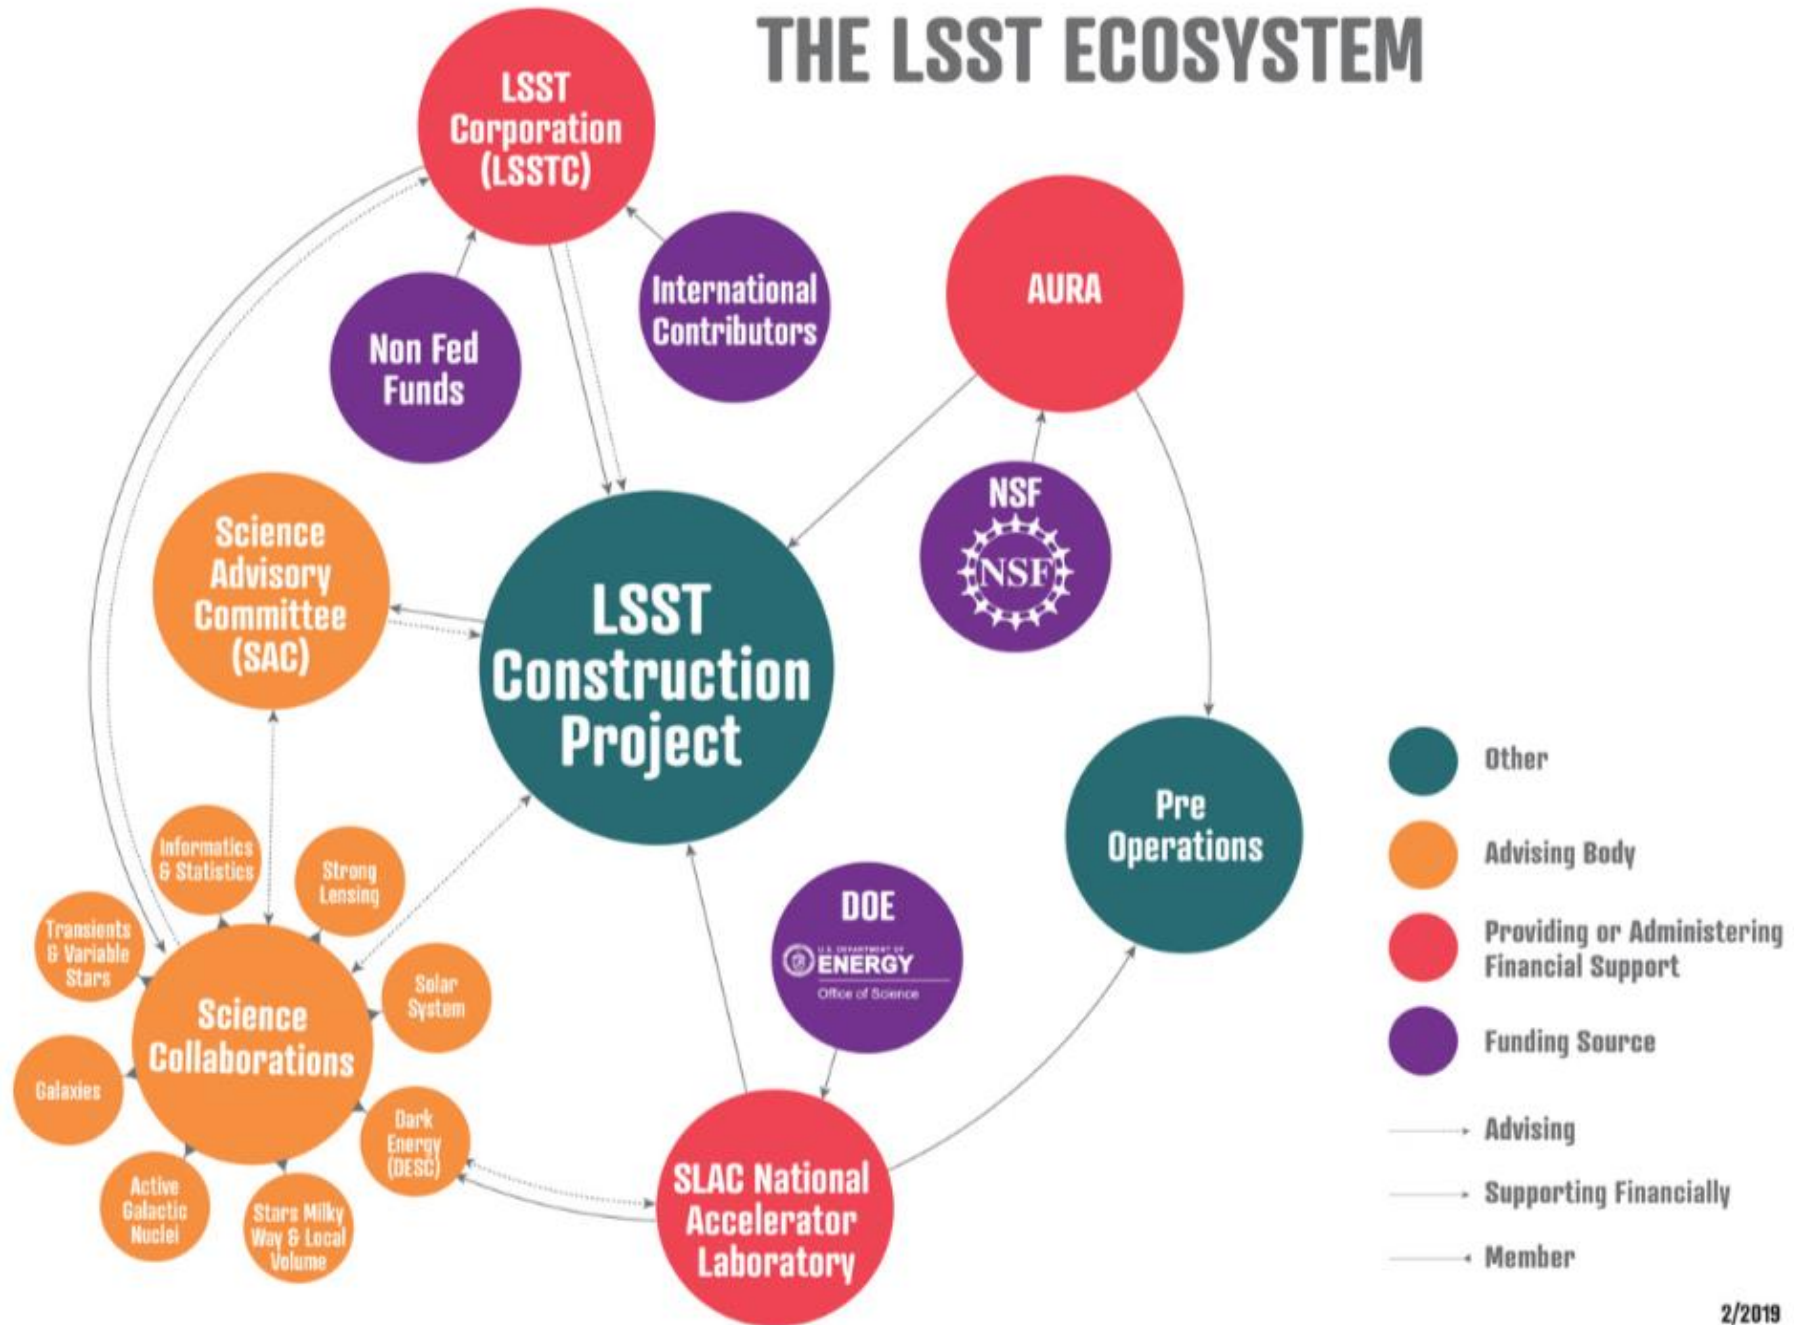 THE LSST ECOSYSTEM
LSST
Corporation
(LSSTC)
International
Contributors
AURA
Non Fed
Funds
NSF
NSF
Science
Advisory
Committee
(SAC)
LSST
Construction
Project
Pre
Operations
Informatics
& Statistics
Strong
Lensing
Transients
& Variable
Stars
Solar
System
Science
Collaborations
Galaxies
Dark
Energy
(DESC)
Active
Galactic
Nuclei
Stars Milky
Way & Local
Volume
DOE
U.S. DEPARTMENT OF
ENERGY
Office of Science
SLAC National
Accelerator
Laboratory
Other
Advising Body
Providing or Administering
Financial Support
Funding Source
Advising
Supporting Financially
Member
2/2019